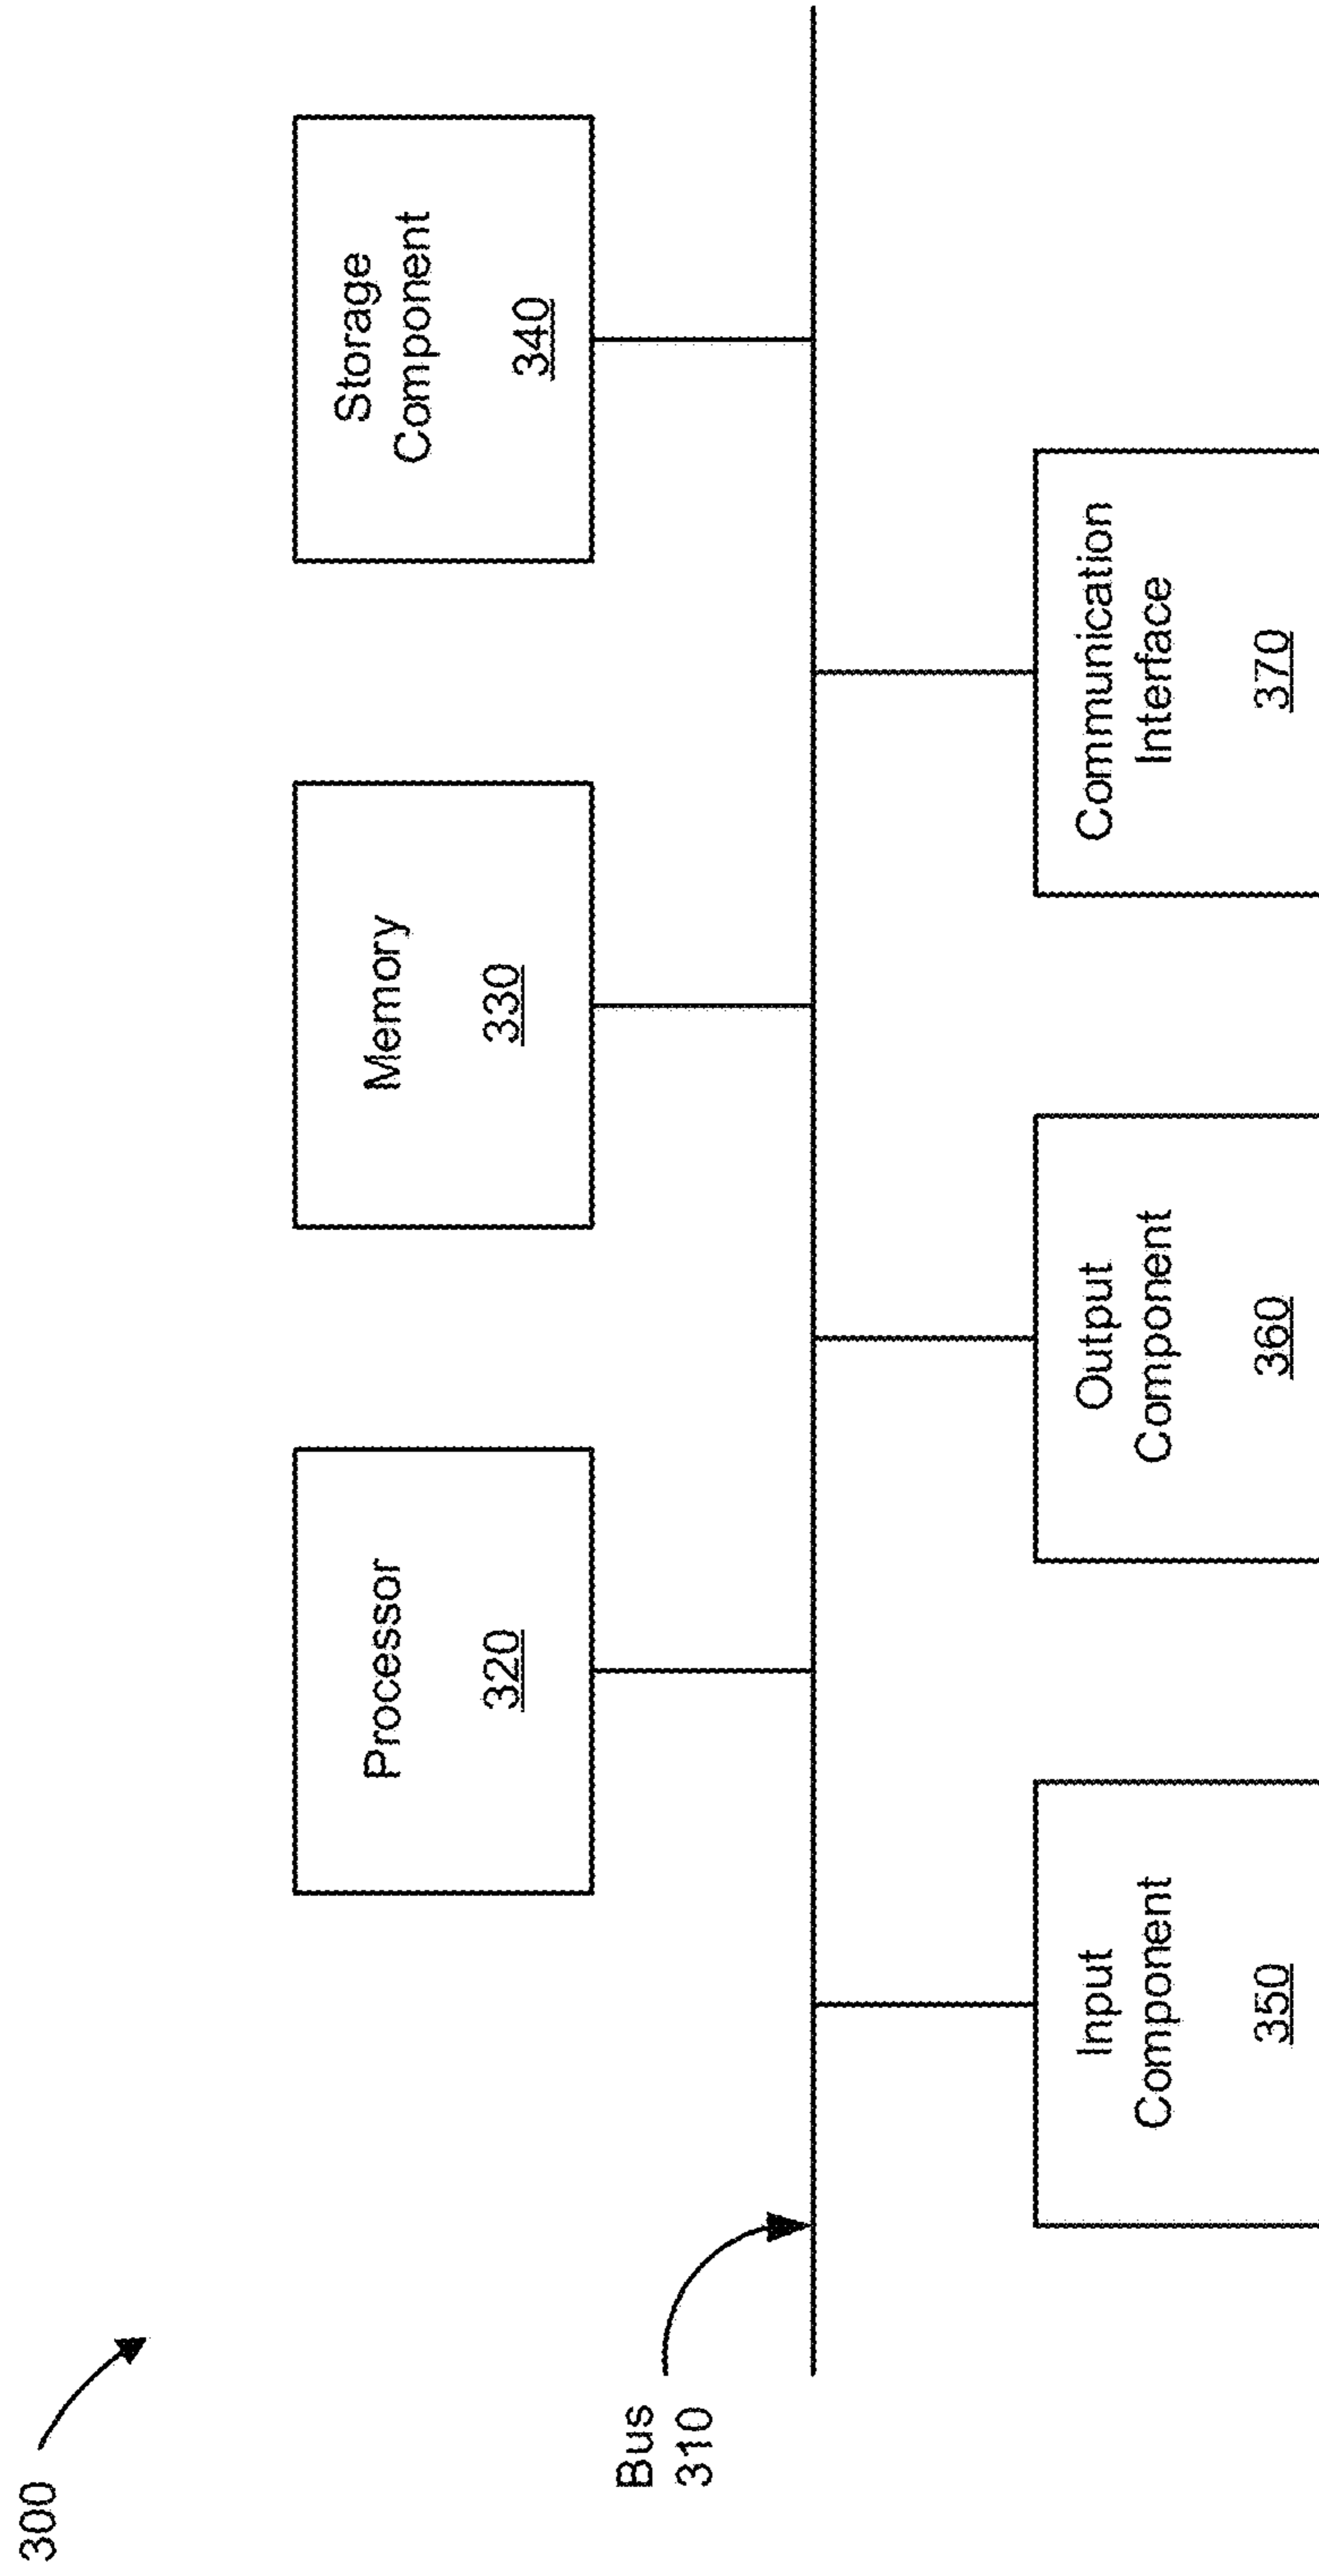 300
Processor
320
Memory
330
Storage
Component
340
Bus
310
Input
Component
350
Output
Component
360
Communication
Interface
370